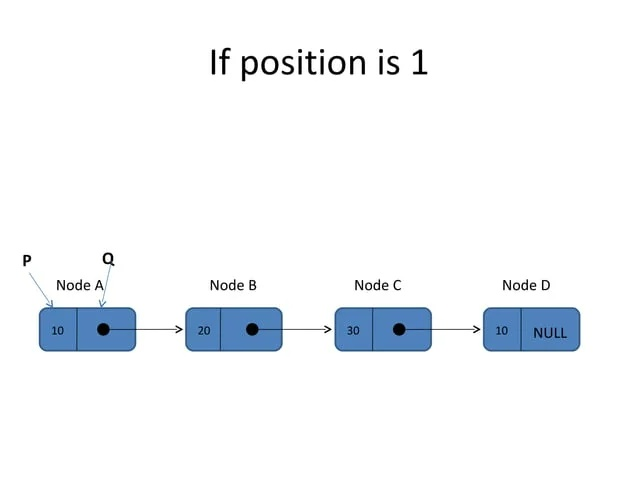 If position is 1
P
Q
Node A
Node B
Node C
Node D
10
20
30
10
NULL